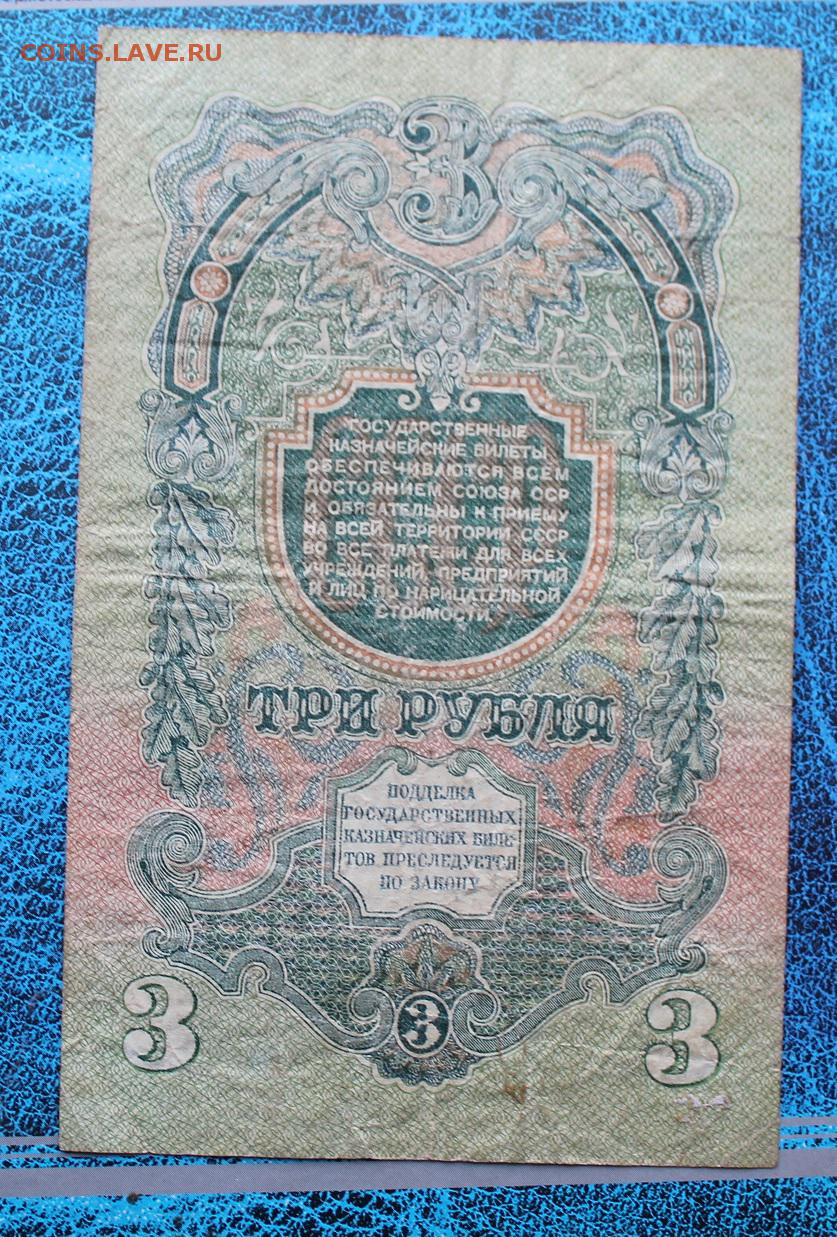 COINS.LAVE.RU
3
ГОСУДАРСТВЕННЫЕ
КАЗНАЧЕЙСКИЕ БИЛЕТЫ
ОБЕСПЕЧИВАЮТСЯ ВСЕМ
ДОСТОЯНИЕМ СОЮЗА ССР
И ОБЯЗАТЕЛЬНЫ К ПРИЕМУ
НА ВСЕЙ ТЕРРИТОРИИ СССР
ВО ВСЕ ПЛАТЕЖИ ДЛЯ ВСЕХ
УЧРЕЖДЕНИЙ, ПРЕДПРИЯТИЙ
И ЛИЦ ПО НАРИЦАТЕЛЬНОЙ
СТОИМОСТИ.
ТРИ РУБЛЯ
ПОДДЕЛКА
ГОСУДАРСТВЕННЫХ
КАЗНАЧЕЙСКИХ БИЛЕ-
ТОВ ПРЕСЛЕДУЕТСЯ
ПО ЗАКОНУ
3 3 3